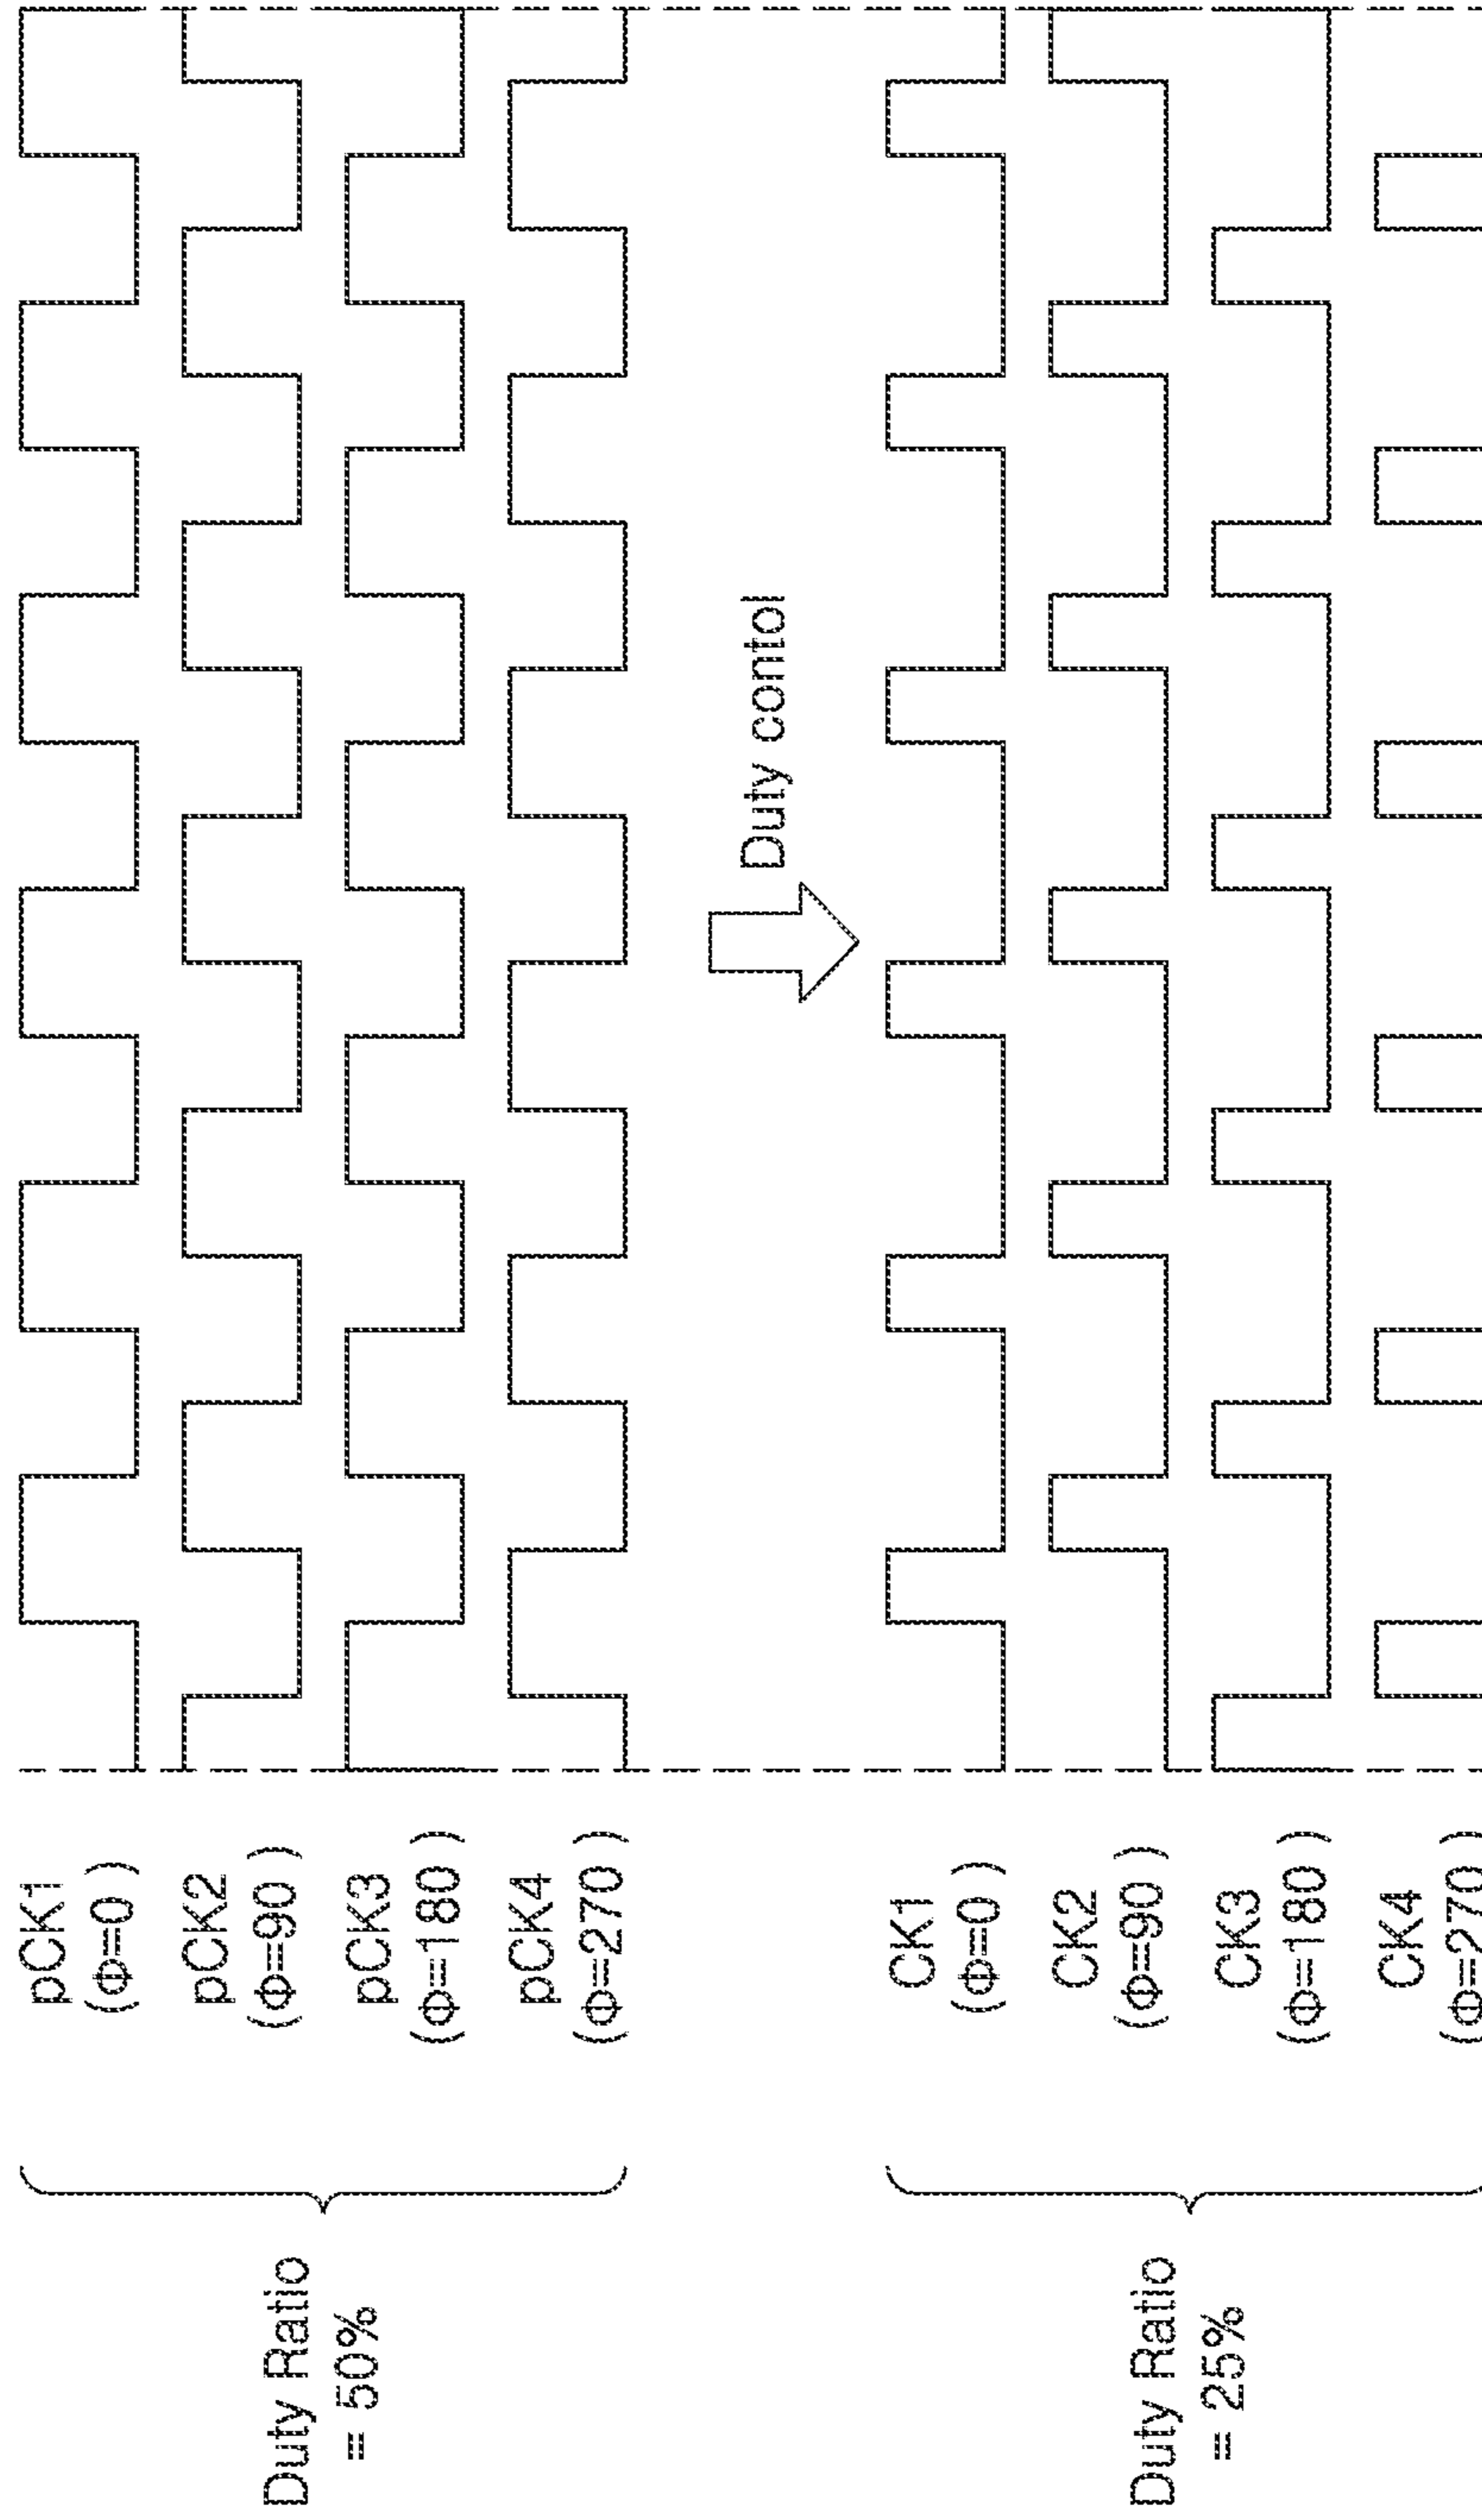 Duty Ratio
= 50%
pCK1
(Φ=0 )
pCK2
(Φ=90 )
pCK3
(Φ=180 )
pCK4
(Φ=270 )
Duty control
Duty Ratio
= 25%
CK1
(Φ=0 )
CK2
(Φ=90 )
CK3
(Φ=180 )
CK4
(Φ=270 )